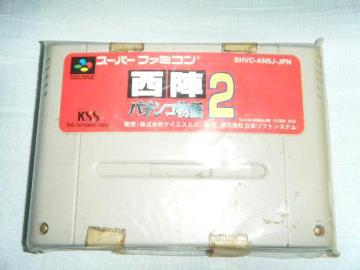 スーパーファミコン
SHVC-AN5J-JPN
西陣
パチンコ物語
2
KSS
発売:株式会社ケイエスエス
株式会社日本ソフトシステム